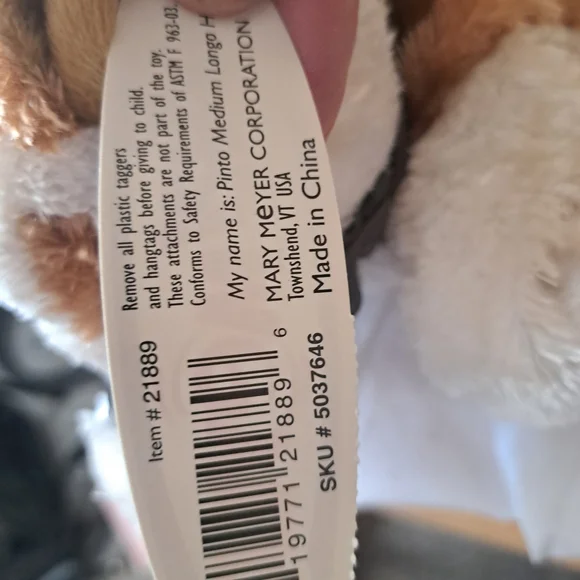 Remove all plastic taggers
and hangtags before giving to child.
These attachments are not part of the toy.
Conforms to Safety Requirements of ASTM F 963-03.
My name is: Pinto Medium Longo H
MARY MeYER CORPORATION
Townshend, VT USA
Made in China
Item # 21889
19771 21889 6
SKU # 5037646